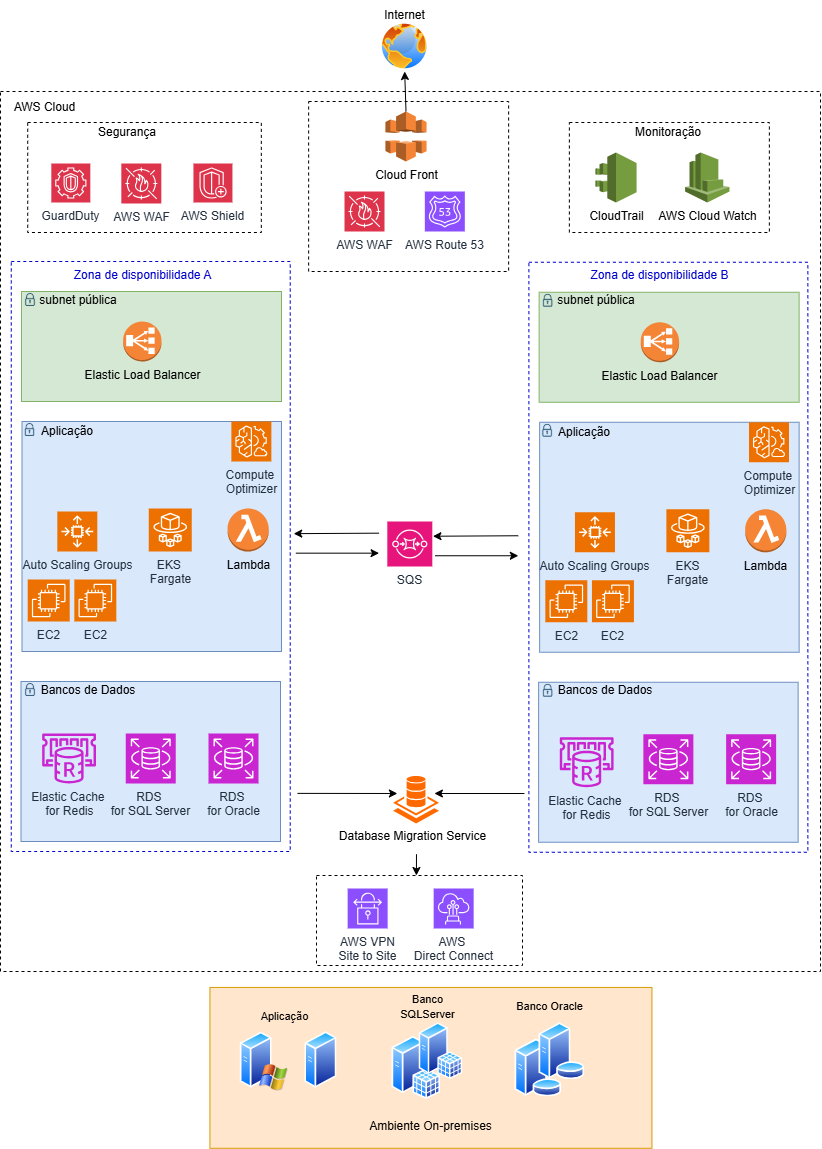 Internet
AWS Cloud
Segurança
GuardDuty
AWS WAF
AWS Shield
Cloud Front
AWS WAF
53
AWS Route 53
Monitoração
CloudTrail
AWS Cloud Watch
Zona de disponibilidade A
subnet pública
Elastic Load Balancer
Aplicação
Compute
Optimizer
Auto Scaling Groups
EKS
Fargate
Lambda
EC2
EC2
Bancos de Dados
R
Elastic Cache
for Redis
RDS
for SQL Server
RDS
for Oracle
SQS
Database Migration Service
AWS VPN
Site to Site
AWS
Direct Connect
Zona de disponibilidade B
subnet pública
Elastic Load Balancer
Aplicação
Compute
Optimizer
Auto Scaling Groups
EKS
Fargate
Lambda
EC2
EC2
Bancos de Dados
R
Elastic Cache
for Redis
RDS
for SQL Server
RDS
for Oracle
Aplicação
Banco
SQLServer
Banco Oracle
Ambiente On-premises